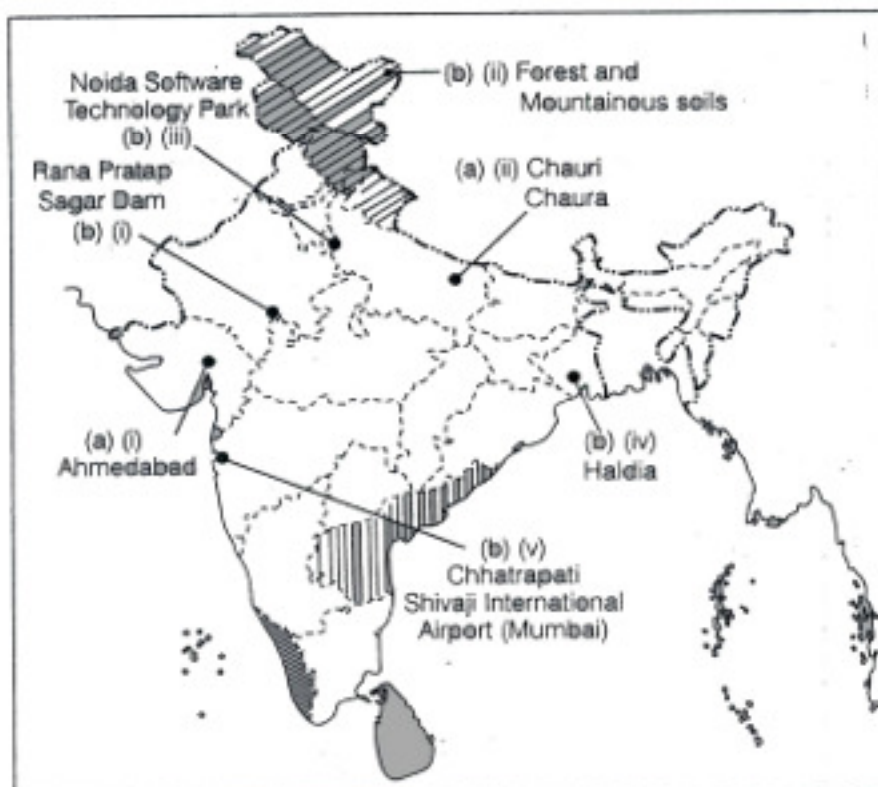 Noida Software
Technology Park
(b) (iii)
(b) (ii) Forest and
Mountainous soils
Rana Pratap
Sagar Dam
(b) (i)
(a) (ii) Chauri
Chaura
(a) (i)
Ahmedabad
(b) (iv)
Haldia
(b) (v)
Chhatrapati
Shivaji International
Airport (Mumbai)